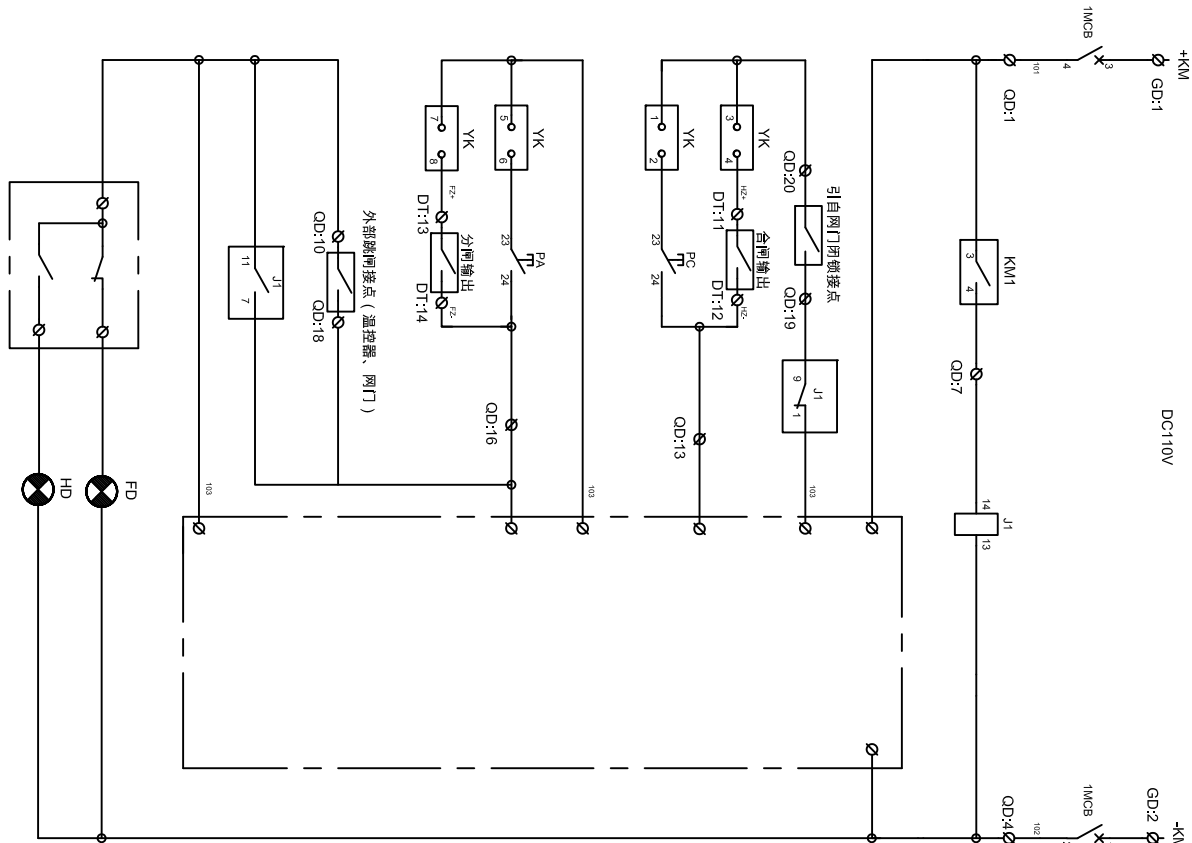 +KM
GD:1
3
1MCB
4
101
QD:1
KM1
3
4
QD:7
14
J1
13
DC110V
QD:4
102
1MCB
GD:2
-KM
引自网门闭锁接点
QD:20
QD:19
9
J1
1
103
YK
3
4
HZ+
DT:11
合闸输出
DT:12
HZ-
YK
1
2
23
PC
24
QD:13
103
YK
5
6
23
PA
24
QD:16
YK
7
8
FZ+
DT:13
分闸输出
DT:14
FZ-
外部跳闸接点（温控器、网门）
QD:10
QD:18
11
J1
7
103
FD
HD